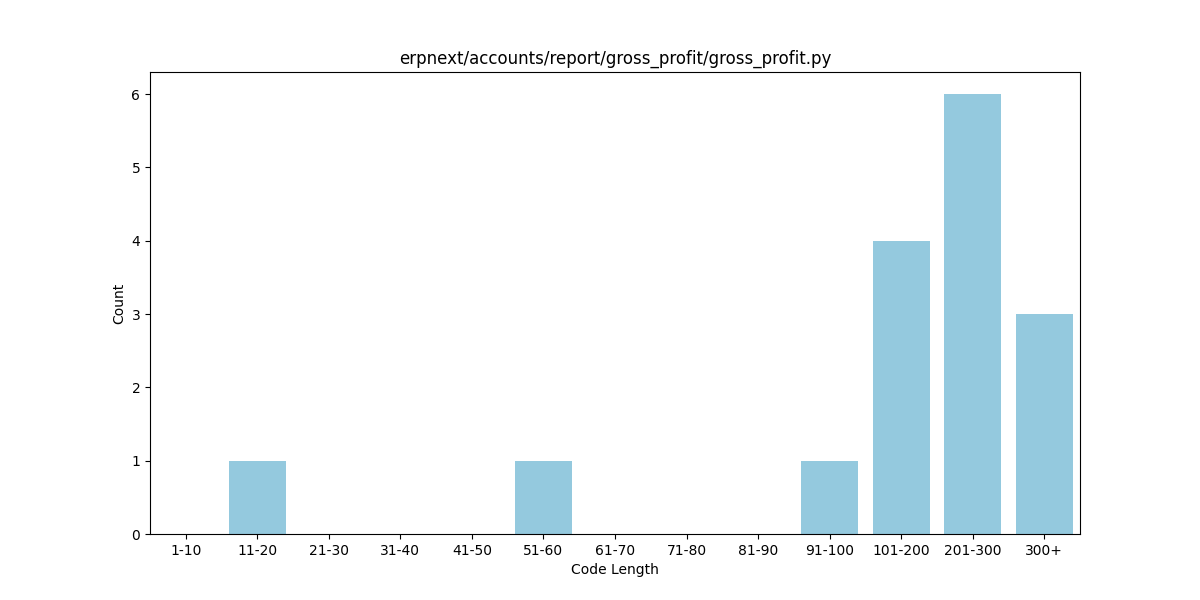 erpnext/accounts/report/gross_profit/gross_profit.py
Count
6
5
4
3
2
1
0
1-10 11-20 21-30 31-40 41-50 51-60 61-70 71-80 81-90 91-100 101-200 201-300 300+
Code Length